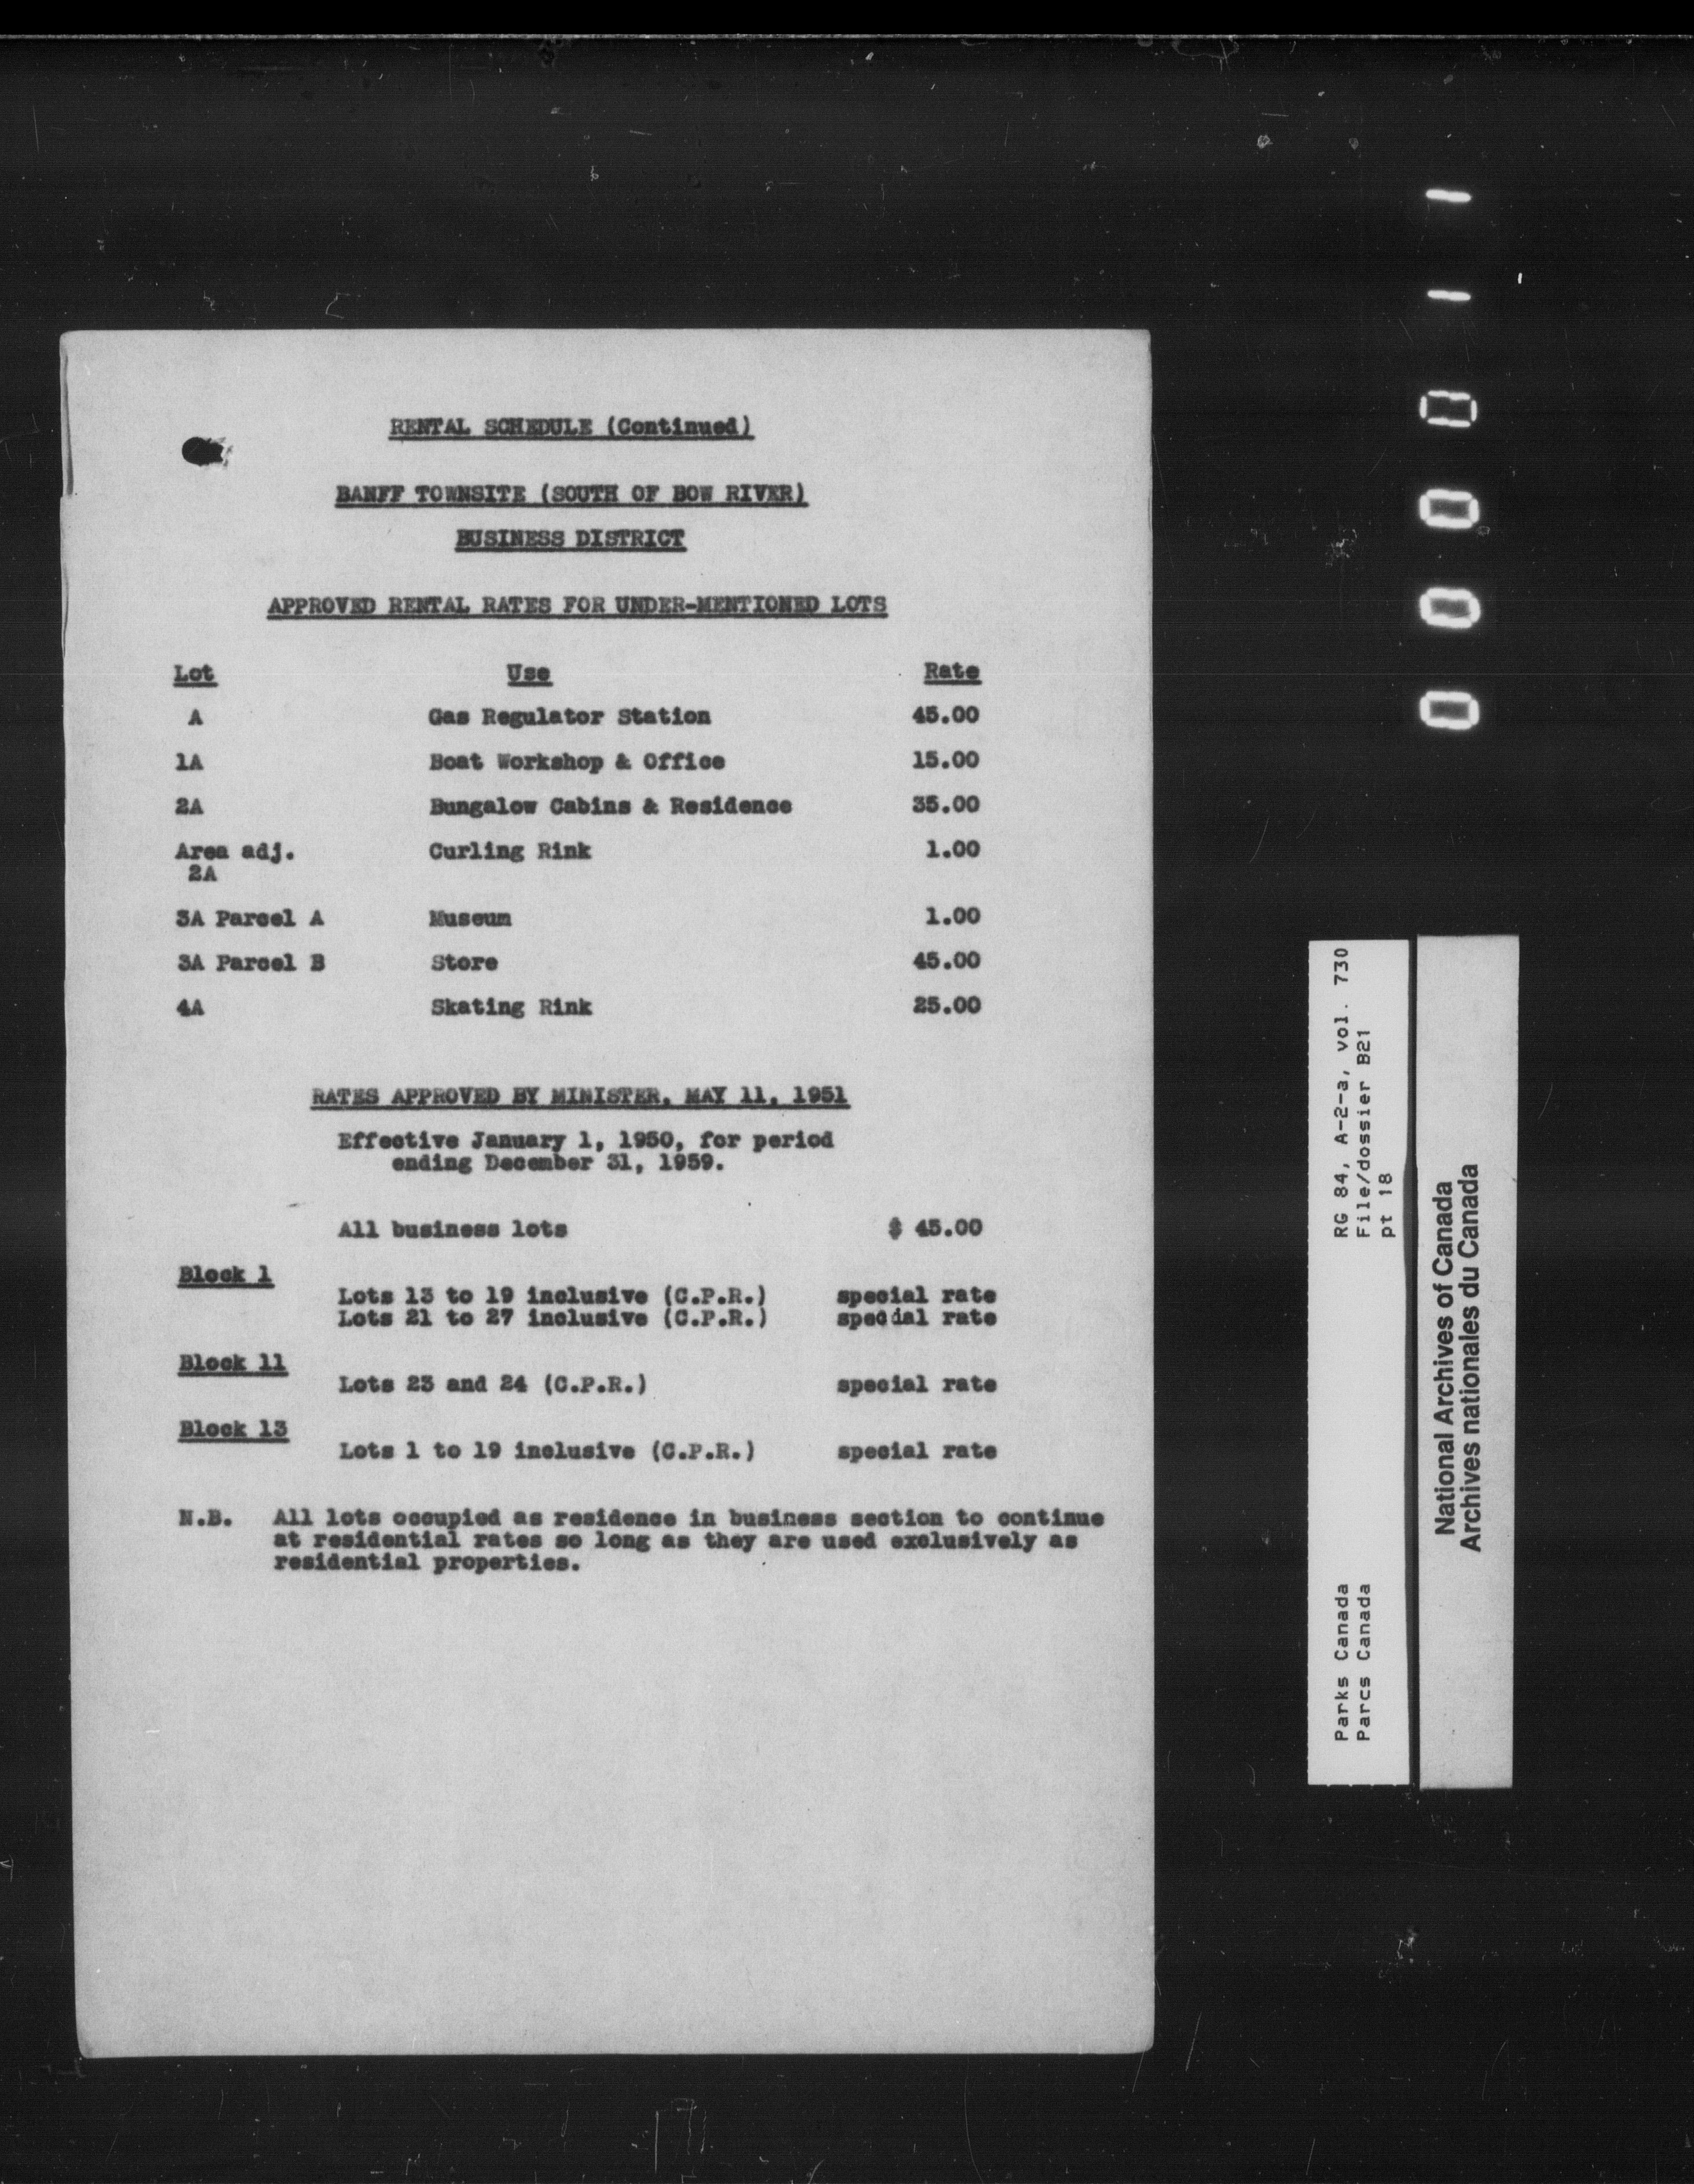 RENTAL SCHEDULE (Continued)
BANFF TOWNSITE (SOUTH OF BOW RIVER)
BUSINESS DISTRICT
APPROVED RENTAL RATES FOR UNDER-MENTIONED LOTS
Lot Use Rate
A Gas Regulator Station 45.00
1A Boat Workshop & Office 15.00
2A Bungalow Cabins & Residence 35.00
Area adj. Curling Rink 1.00
2A
3A Parcel A Museum 1.00
3A Parcel B Store 45.00
4A Skating Rink 25.00
RATES APPROVED BY MINISTER, MAY 11, 1951
Effective January 1, 1950, for period
ending December 31, 1959.
All business lots $ 45.00
Block 1
Lots 13 to 19 inclusive (C.P.R.) special rate
Lots 21 to 27 inclusive (C.P.R.) special rate
Block 11
Lots 23 and 24 (C.P.R.) special rate
Block 13
Lots 1 to 19 inclusive (C.P.R.) special rate
N.B. All lots occupied as residence in business section to continue
at residential rates so long as they are used exclusively as
residential properties.
110000
Parks Canada RG 84, A-2-a, vol. 730
Parcs Canada File/dossier B21
pt 18
National Archives of Canada
Archives nationales du Canada